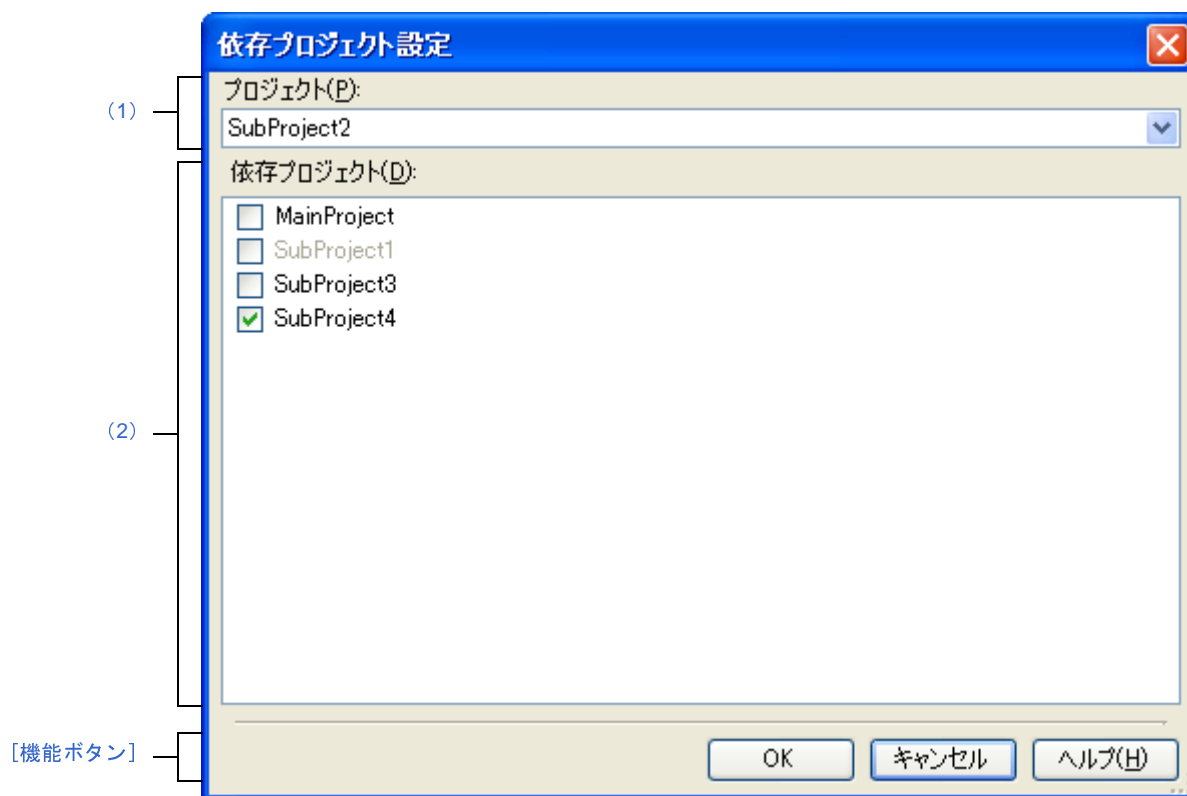 依存プロジェクト設定
(1)
プロジェクト(P):
SubProject2
依存プロジェクト(D):
MainProject
SubProject1
SubProject3
SubProject4
(2)
[機能ボタン]
OK
キャンセル
ヘルプ(H)